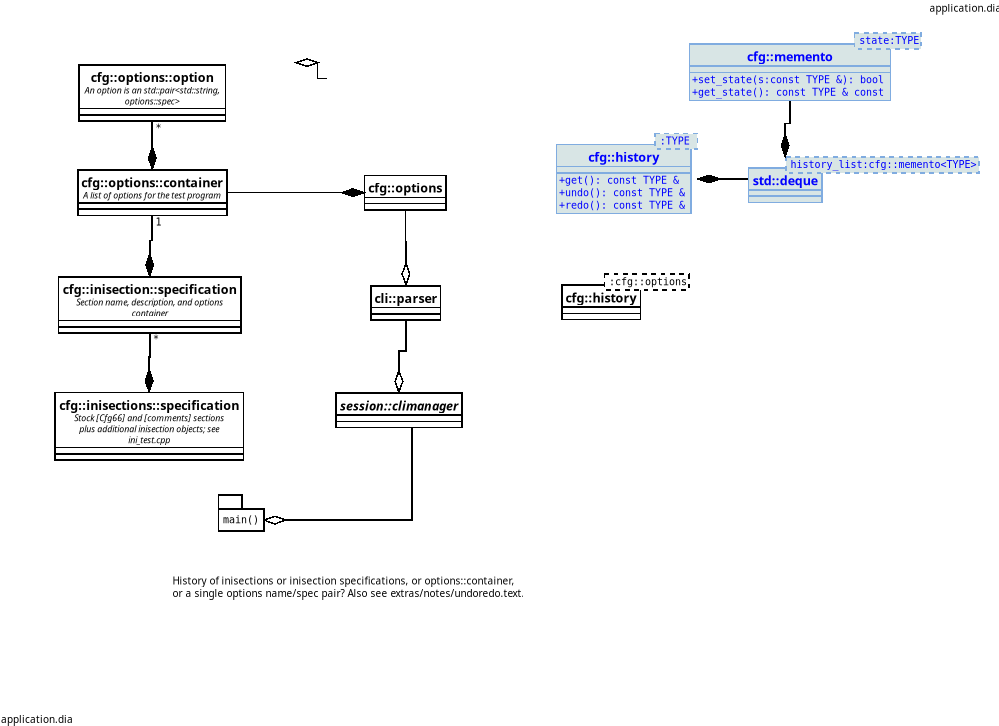 application.dia
state:TYPE
cfg::memento
+set_state(s:const TYPE &): bool
+get_state(): const TYPE & const
cfg::options::option
An option is an std::pair<std::string,
options::spec>
*
:TYPE
cfg::history
+get(): const TYPE &
+undo(): const TYPE &
+redo(): const TYPE &
history_list:cfg::memento<TYPE>
std::deque
cfg::options::container
A list of options for the test program
1
cfg::options
cfg::inisection::specification
Section name, description, and options
container
*
cli::parser
:cfg::options
cfg::history
cfg::inisections::specification
Stock [Cfg66] and [comments] sections
plus additional inisection objects; see
ini_test.cpp
session::climanager
main()
History of inisections or inisection specifications, or options::container,
or a single options name/spec pair? Also see extras/notes/undoredo.text.
application.dia